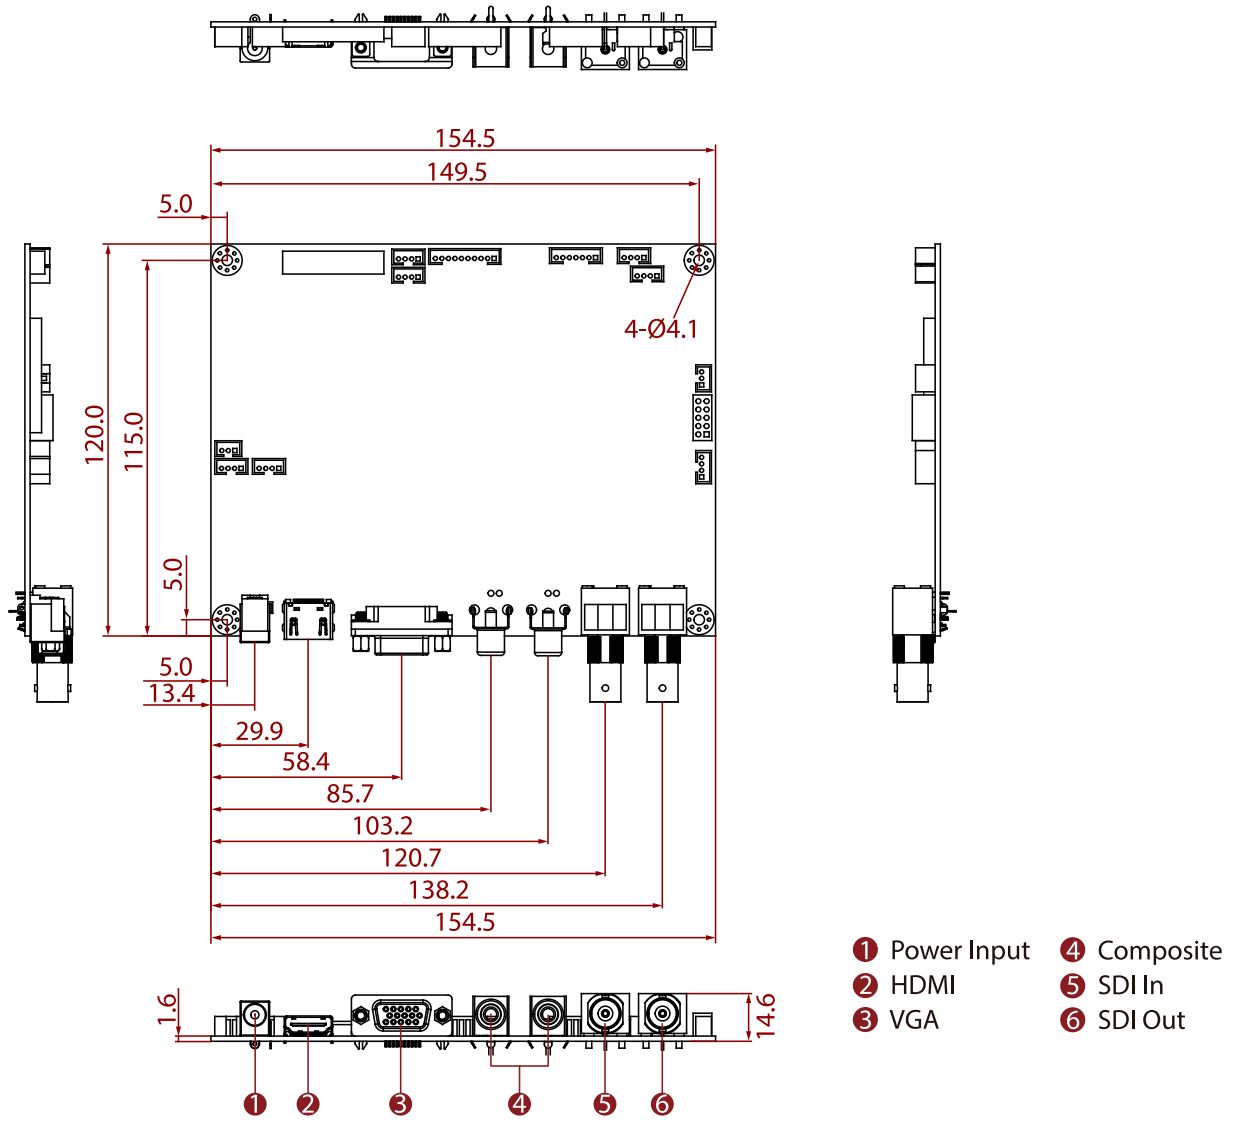 154.5
149.5
5.0
4-Ø4.1
120.0
115.0
5.0
5.0
13.4
29.9
58.4
85.7
103.2
120.7
138.2
154.5
1.6
14.6
1 2 3 4 5 6
1 Power Input
2 HDMI
3 VGA
4 Composite
5 SDI In
6 SDI Out